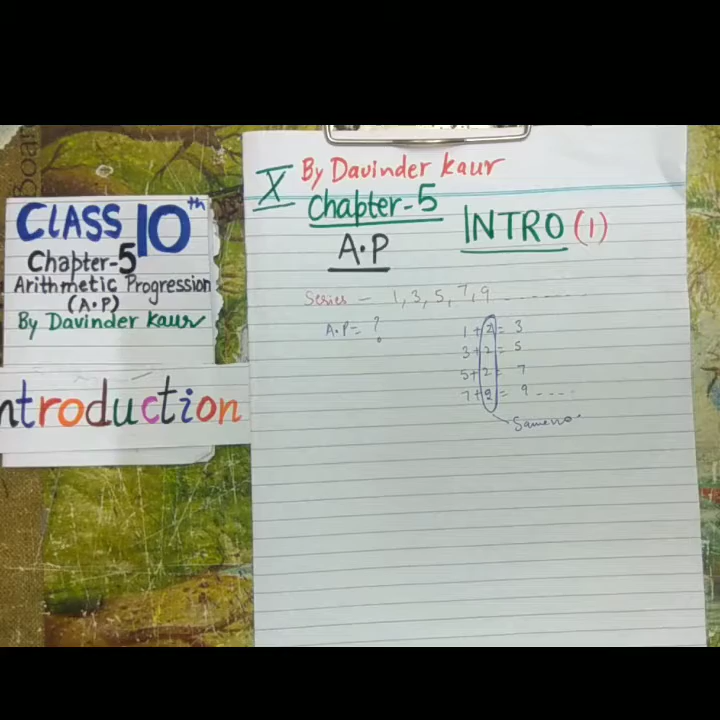 Board
CLASS 10th
Chapter-5
Arithmetic Progression
(A.P)
By Davinder kaur
ntroduction
X By Davinder kaur
Chapter-5
INTRO (1)
A.P
Series - 1, 3, 5, 7, 9 ..........
A.P = ?
1 + 2 = 3
3 + 2 = 5
5 + 2 = 7
7 + 2 = 9 ....
Same no.